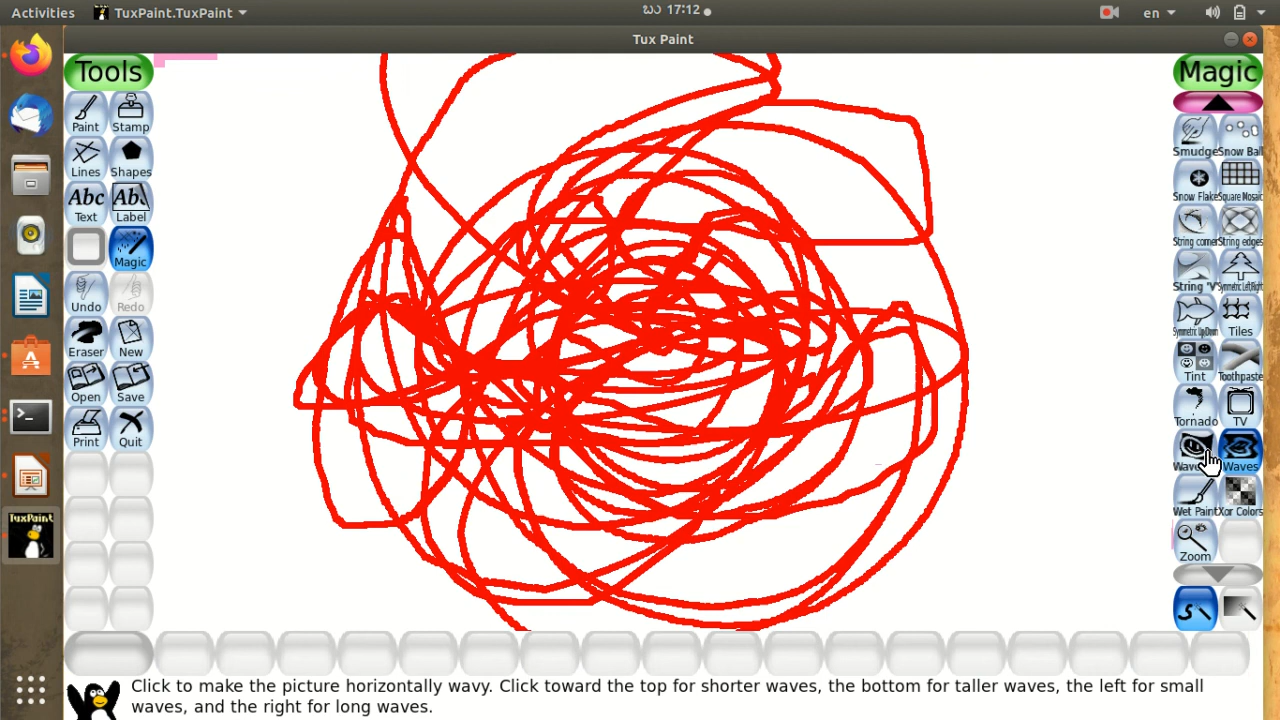 Activities TuxPaint.TuxPaint 17:12 en
Tux Paint
Tools Magic
Paint Stamp
Lines Shapes
Abc Abc
Text Label
Magic
Undo Redo
Eraser New
Open Save
Print Quit
Smudge Snow Ball
Snow Flake Square Mosaic
String corner String edges
String "V" Symmetric Left/Right
Symmetric Up/Down Tiles
Tint Toothpaste
Tornado TV
Waves Waves
Wet Paint Xor Colors
Zoom
TuxPaint
Click to make the picture horizontally wavy. Click toward the top for shorter waves, the bottom for taller waves, the left for small
waves, and the right for long waves.